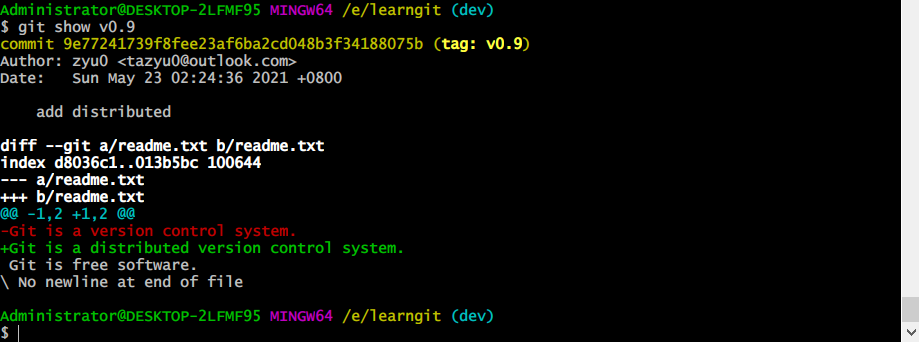 Administrator@DESKTOP-2LFMF95 MINGW64 /e/learngit (dev)
$ git show v0.9
commit 9e77241739f8fee23af6ba2cd048b3f34188075b (tag: v0.9)
Author: zyu0 <tazyu0@outlook.com>
Date:   Sun May 23 02:24:36 2021 +0800

    add distributed

diff --git a/readme.txt b/readme.txt
index d8036c1..013b5bc 100644
--- a/readme.txt
+++ b/readme.txt
@@ -1,2 +1,2 @@
-Git is a version control system.
+Git is a distributed version control system.
 Git is free software.
\ No newline at end of file

Administrator@DESKTOP-2LFMF95 MINGW64 /e/learngit (dev)
$